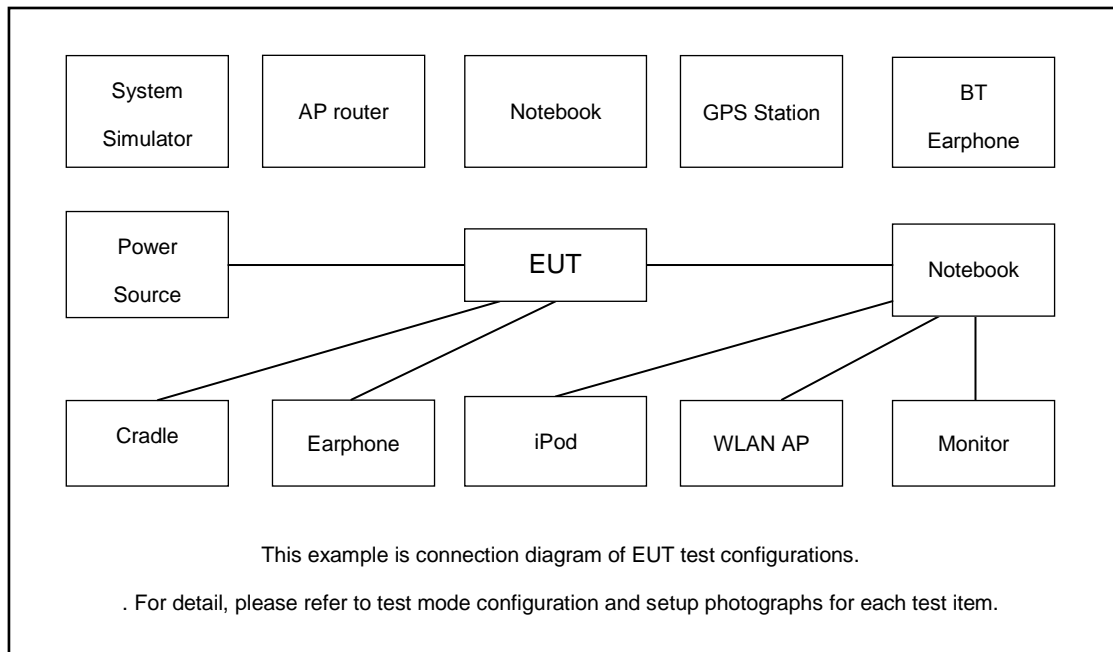 System
Simulator
AP router
Notebook
GPS Station
BT
Earphone
Power
Source
EUT
Notebook
Cradle
Earphone
iPod
WLAN AP
Monitor
This example is connection diagram of EUT test configurations.
. For detail, please refer to test mode configuration and setup photographs for each test item.